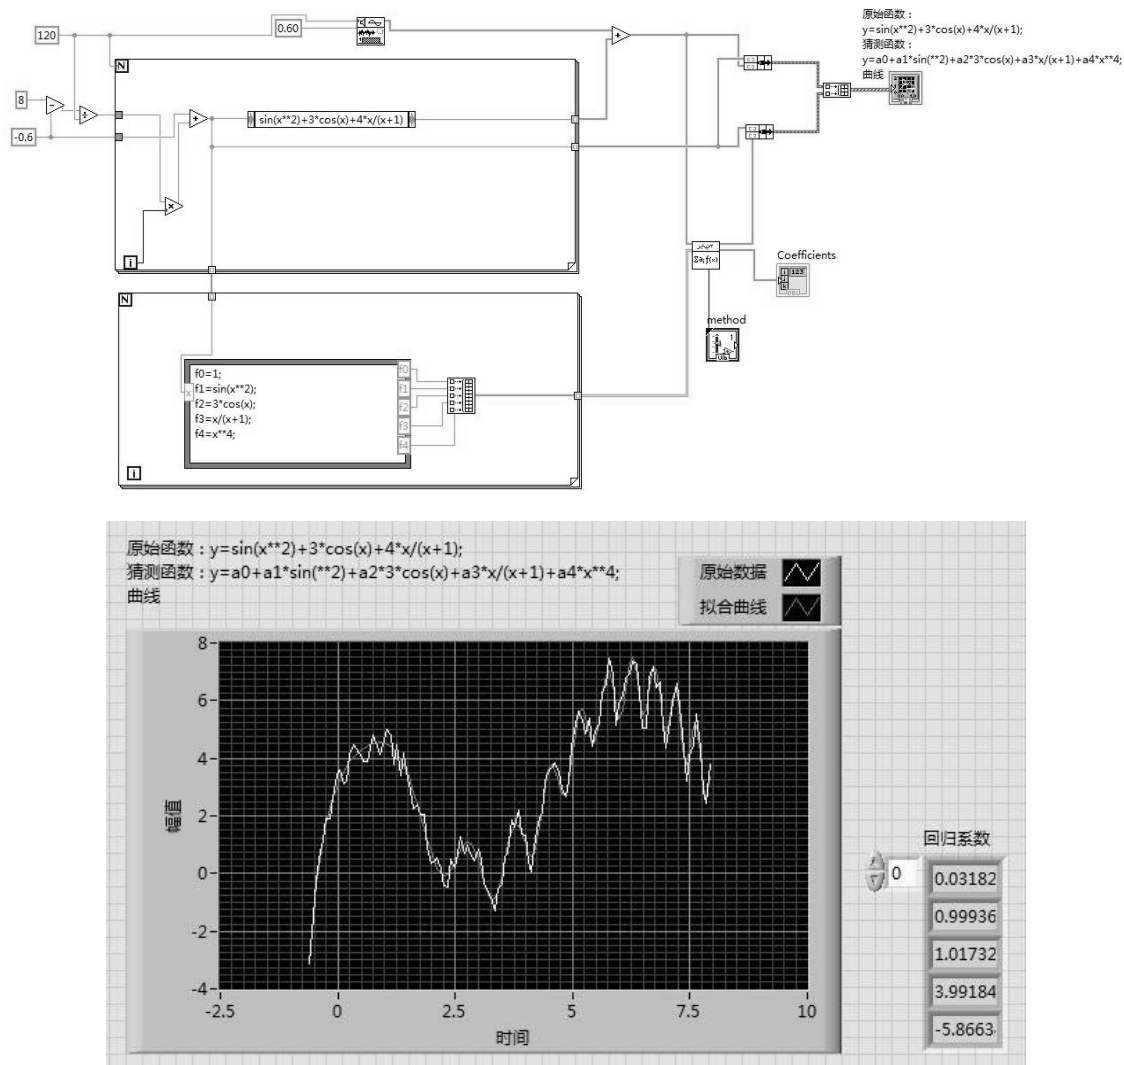 原始函数：
y=sin(x**2)+3*cos(x)+4*x/(x+1);
猜测函数：
y=a0+a1*sin(**2)+a2*3*cos(x)+a3*x/(x+1)+a4*x**4;
曲线
120
0.60
N
8
-0.6
sin(x**2)+3*cos(x)+4*x/(x+1)
i
Coefficients
123
method
N
x
f0=1;
f1=sin(x**2);
f2=3*cos(x);
f3=x/(x+1);
f4=x**4;
f0
f1
f2
f3
f4
i
Σaᵢf(x)
原始函数：y=sin(x**2)+3*cos(x)+4*x/(x+1);
猜测函数：y=a0+a1*sin(**2)+a2*3*cos(x)+a3*x/(x+1)+a4*x**4;
曲线
原始数据
拟合曲线
8
6
4
2
0
-2
-4
幅值
-2.5 0 2.5 5 7.5 10
时间
回归系数
0
0.03182
0.99936
1.01732
3.99184
-5.8663